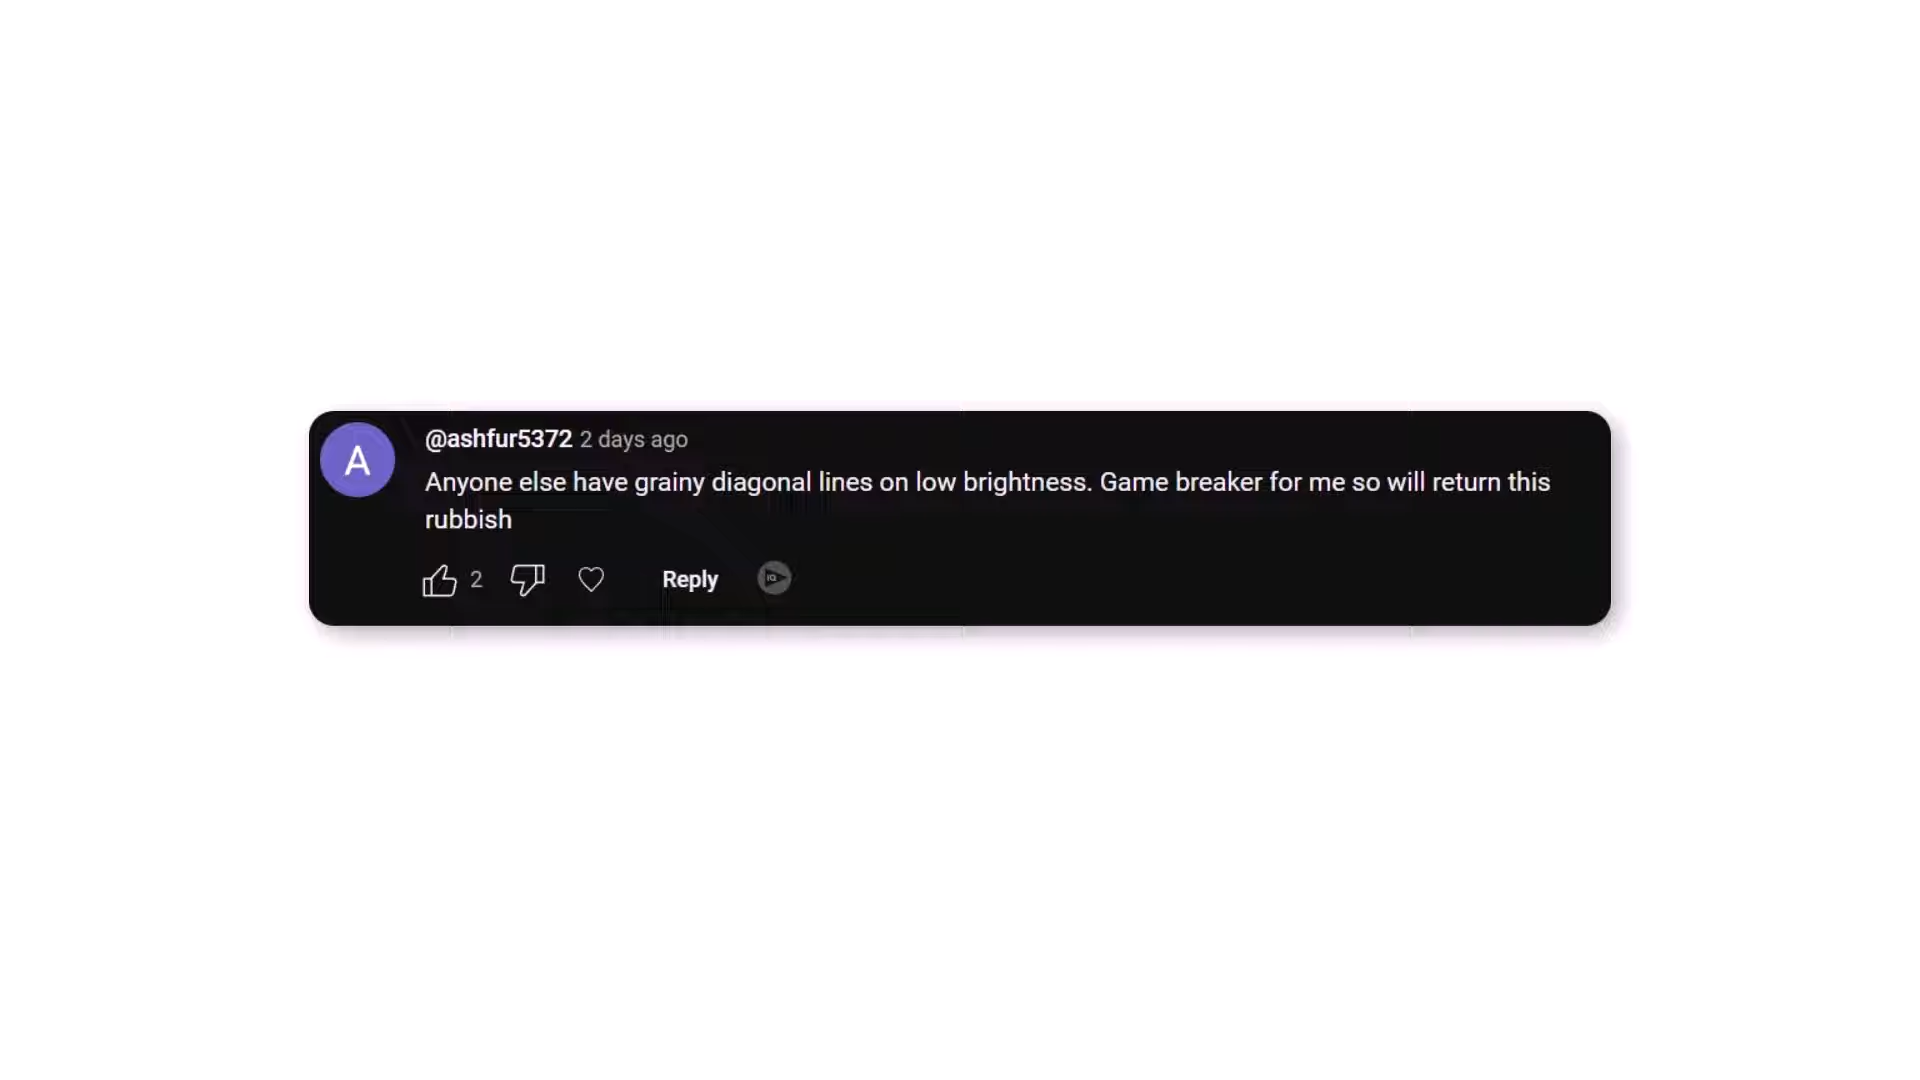 A
@ashfur5372 2 days ago
Anyone else have grainy diagonal lines on low brightness. Game breaker for me so will return this
rubbish
2 Reply IQ